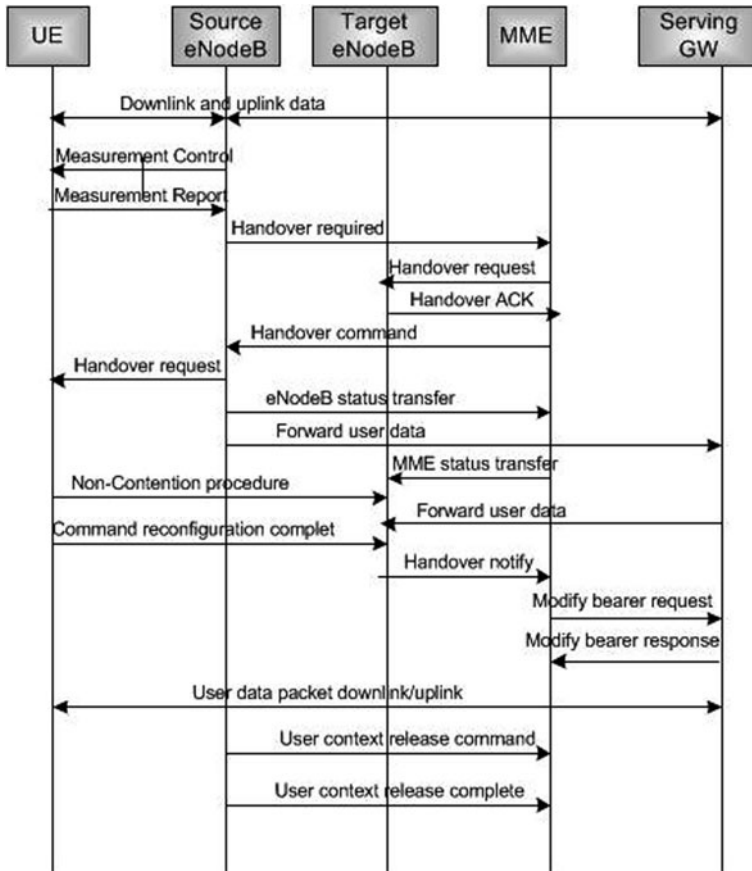 UE
Source
eNodeB
Target
eNodeB
MME
Serving
GW
Downlink and uplink data
Measurement Control
Measurement Report
Handover required
Handover request
Handover ACK
Handover command
Handover request
eNodeB status transfer
Forward user data
MME status transfer
Non-Contention procedure
Forward user data
Command reconfiguration complet
Handover notify
Modify bearer request
Modify bearer response
User data packet downlink/uplink
User context release command
User context release complete